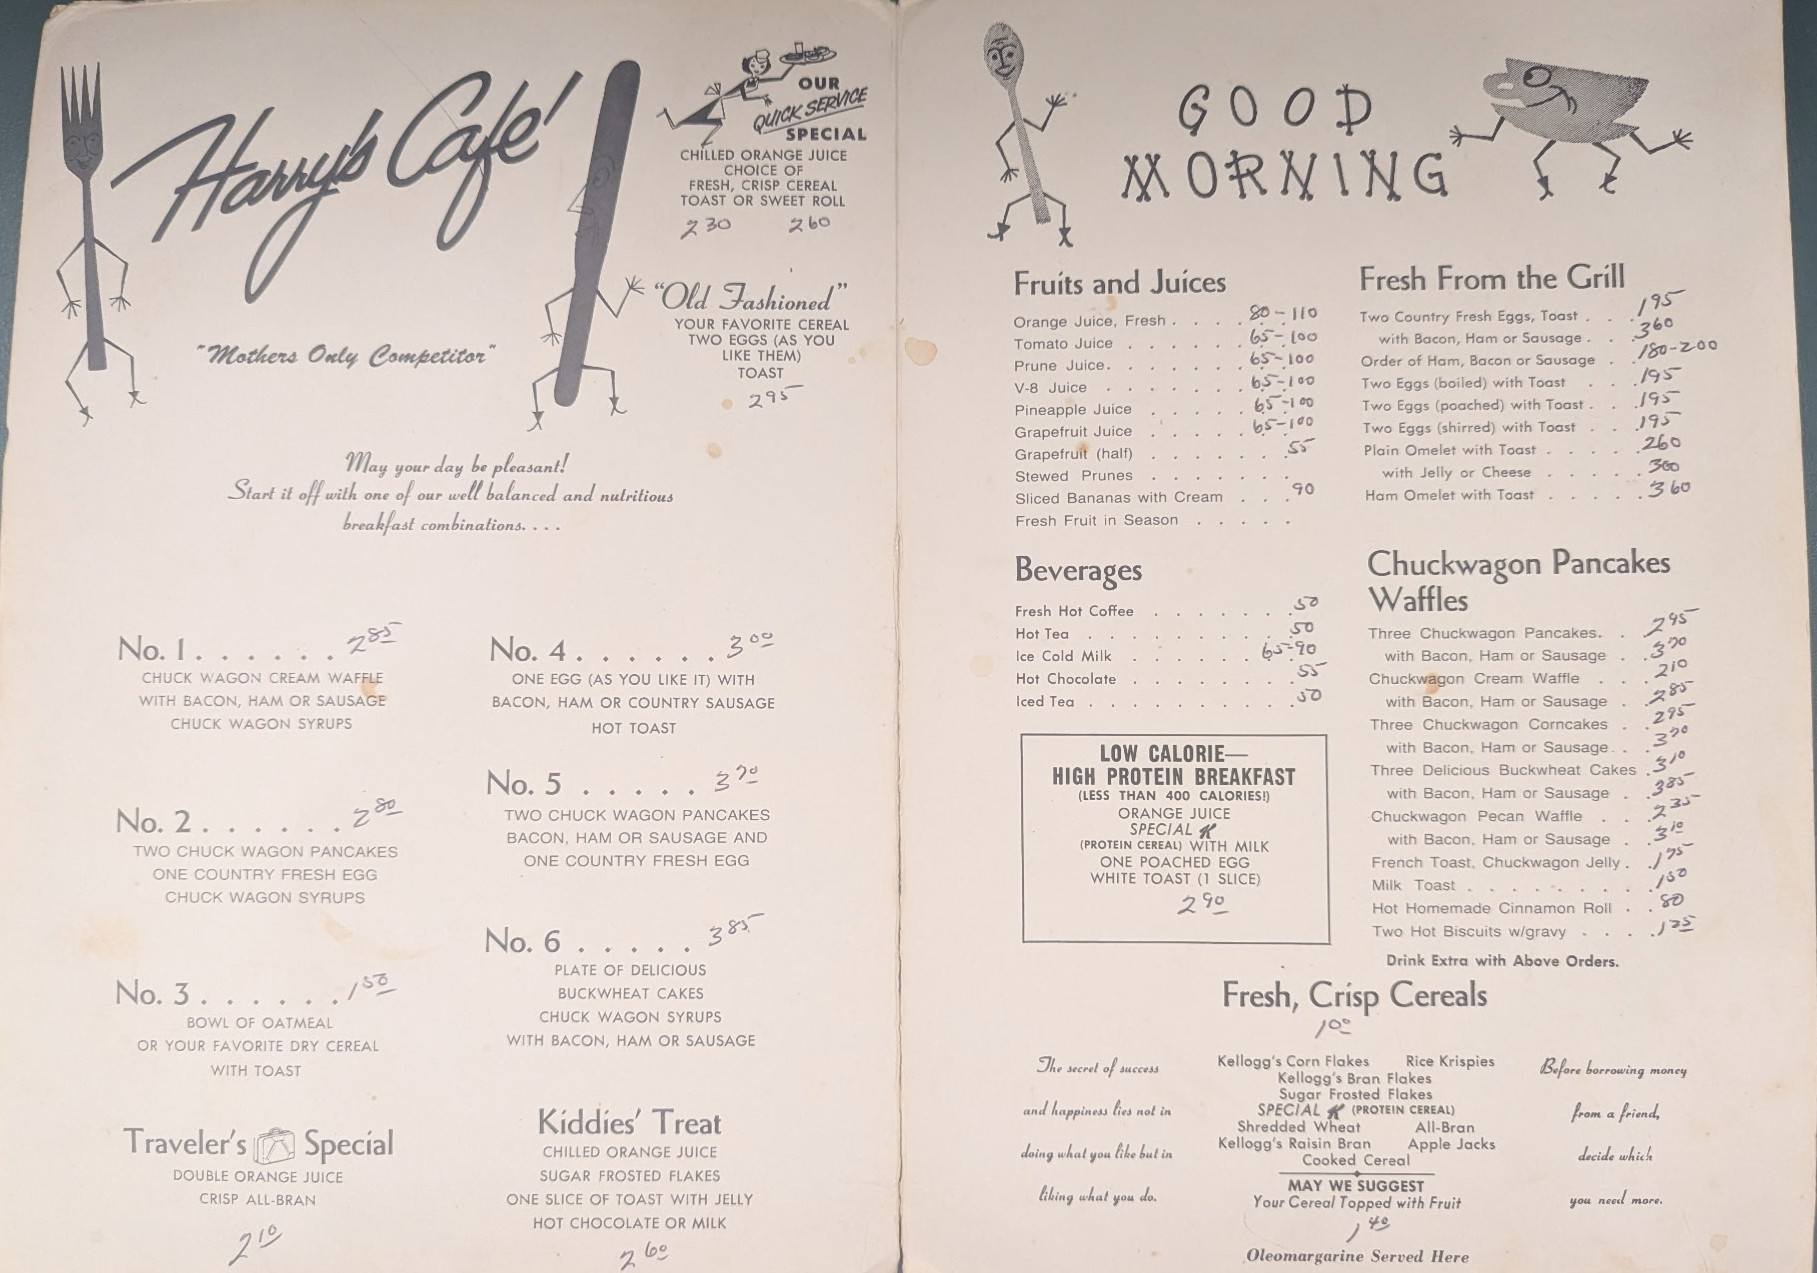 Harry's Café
"Mothers Only Competitor"
OUR
QUICK SERVICE
SPECIAL
CHILLED ORANGE JUICE
CHOICE OF
FRESH, CRISP CEREAL
TOAST OR SWEET ROLL
230 260
"Old Fashioned"
YOUR FAVORITE CEREAL
TWO EGGS (AS YOU
LIKE THEM)
TOAST
295
May your day be pleasant!
Start it off with one of our well balanced and nutritious
breakfast combinations. . . .
No. 1 . . . . . . 2 85
CHUCK WAGON CREAM WAFFLE
WITH BACON, HAM OR SAUSAGE
CHUCK WAGON SYRUPS
No. 2 . . . . . . 2 80
TWO CHUCK WAGON PANCAKES
ONE COUNTRY FRESH EGG
CHUCK WAGON SYRUPS
No. 3 . . . . . . 1 50
BOWL OF OATMEAL
OR YOUR FAVORITE DRY CEREAL
WITH TOAST
Traveler's Special
DOUBLE ORANGE JUICE
CRISP ALL-BRAN
2 10
No. 4 . . . . . . 3 00
ONE EGG (AS YOU LIKE IT) WITH
BACON, HAM OR COUNTRY SAUSAGE
HOT TOAST
No. 5 . . . . . 3 70
TWO CHUCK WAGON PANCAKES
BACON, HAM OR SAUSAGE AND
ONE COUNTRY FRESH EGG
No. 6 . . . . . 3 85
PLATE OF DELICIOUS
BUCKWHEAT CAKES
CHUCK WAGON SYRUPS
WITH BACON, HAM OR SAUSAGE
Kiddies' Treat
CHILLED ORANGE JUICE
SUGAR FROSTED FLAKES
ONE SLICE OF TOAST WITH JELLY
HOT CHOCOLATE OR MILK
2 60
GOOD
MORNING
Fruits and Juices
Orange Juice, Fresh . . . . 80-110
Tomato Juice . . . . . . 65-100
Prune Juice . . . . . . . 65-100
V-8 Juice . . . . . . . 65-100
Pineapple Juice . . . . . 65-100
Grapefruit Juice . . . . . 65-100
Grapefruit (half) . . . . . . . 55
Stewed Prunes . . . . . . .
Sliced Bananas with Cream . . . 90
Fresh Fruit in Season . . . . .
Beverages
Fresh Hot Coffee . . . . . . . 50
Hot Tea . . . . . . . . . . 50
Ice Cold Milk . . . . . . 65-90
Hot Chocolate . . . . . . . . 55
Iced Tea . . . . . . . . . . 50
LOW CALORIE—
HIGH PROTEIN BREAKFAST
(LESS THAN 400 CALORIES!)
ORANGE JUICE
SPECIAL K
(PROTEIN CEREAL) WITH MILK
ONE POACHED EGG
WHITE TOAST (1 SLICE)
2 90
Fresh From the Grill
Two Country Fresh Eggs, Toast . . . 195
with Bacon, Ham or Sausage . . . 360
Order of Ham, Bacon or Sausage . . 180-200
Two Eggs (boiled) with Toast . . . 195
Two Eggs (poached) with Toast . . . 195
Two Eggs (shirred) with Toast . . . 195
Plain Omelet with Toast . . . . . 260
with Jelly or Cheese . . . . . 300
Ham Omelet with Toast . . . . . 360
Chuckwagon Pancakes
Waffles
Three Chuckwagon Pancakes. . . 295
with Bacon, Ham or Sausage . . 370
Chuckwagon Cream Waffle . . . 210
with Bacon, Ham or Sausage . . 285
Three Chuckwagon Corncakes . . 295
with Bacon, Ham or Sausage . . . 370
Three Delicious Buckwheat Cakes . 310
with Bacon, Ham or Sausage . . 385
Chuckwagon Pecan Waffle . . . 235
with Bacon, Ham or Sausage . . 310
French Toast, Chuckwagon Jelly . . 175
Milk Toast . . . . . . . . . 150
Hot Homemade Cinnamon Roll . . 80
Two Hot Biscuits w/gravy . . . . 125
Drink Extra with Above Orders.
Fresh, Crisp Cereals
1 00
Kellogg's Corn Flakes Rice Krispies
Kellogg's Bran Flakes
Sugar Frosted Flakes
SPECIAL K (PROTEIN CEREAL)
Shredded Wheat All-Bran
Kellogg's Raisin Bran Apple Jacks
Cooked Cereal
MAY WE SUGGEST
Your Cereal Topped with Fruit
1 40
Oleomargarine Served Here
The secret of success
and happiness lies not in
doing what you like but in
liking what you do.
Before borrowing money
from a friend,
decide which
you need more.